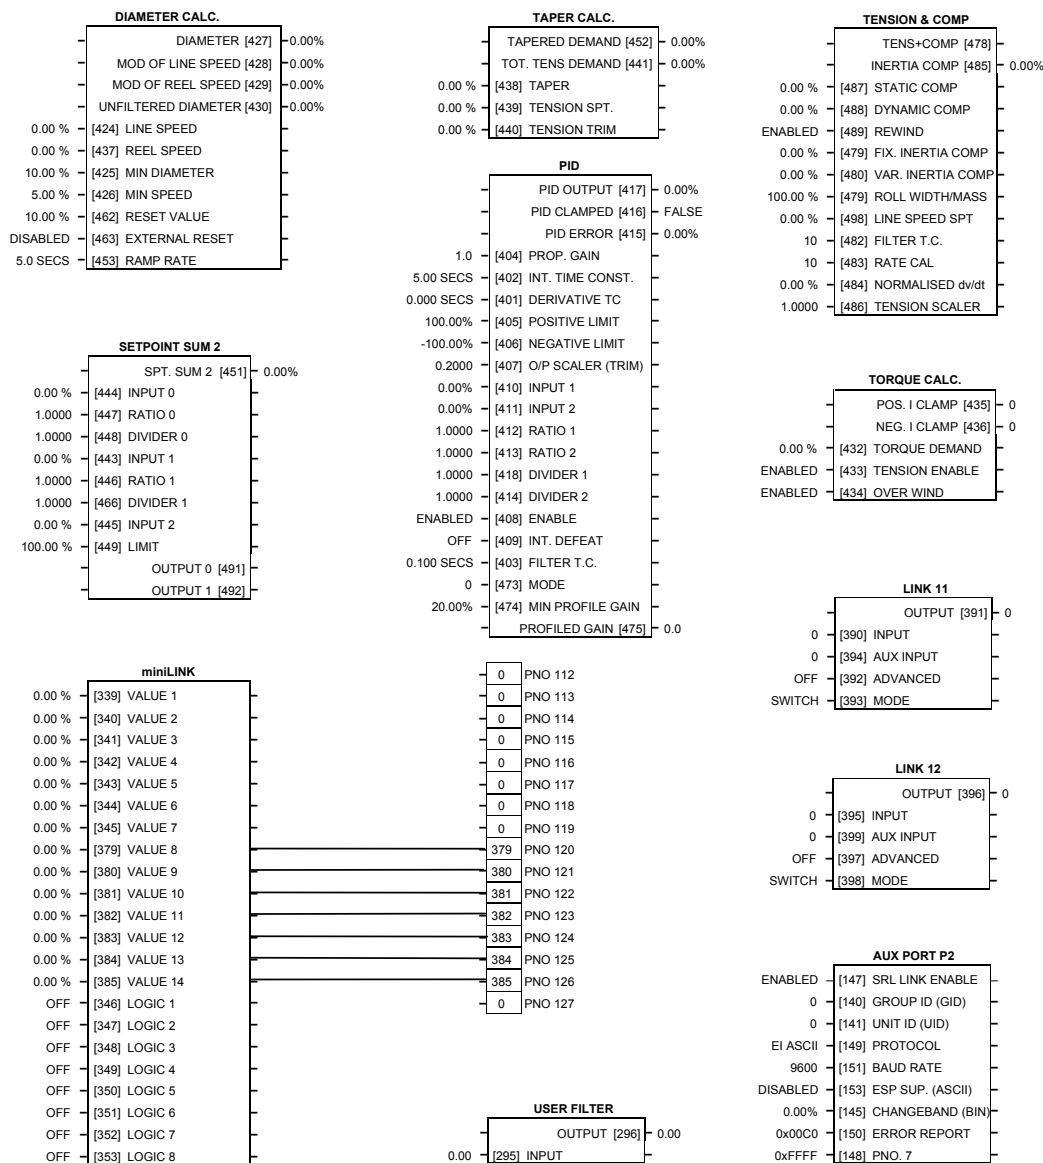 DIAMETER CALC.
DIAMETER [427] 0.00%
MOD OF LINE SPEED [428] 0.00%
MOD OF REEL SPEED [429] 0.00%
UNFILTERED DIAMETER [430] 0.00%
0.00 % [424] LINE SPEED
0.00 % [437] REEL SPEED
10.00 % [425] MIN DIAMETER
5.00 % [426] MIN SPEED
10.00 % [462] RESET VALUE
DISABLED [463] EXTERNAL RESET
5.0 SECS [453] RAMP RATE
SETPOINT SUM 2
SPT. SUM 2 [451] 0.00%
0.00 % [444] INPUT 0
1.0000 [447] RATIO 0
1.0000 [448] DIVIDER 0
0.00 % [443] INPUT 1
1.0000 [446] RATIO 1
1.0000 [466] DIVIDER 1
0.00 % [445] INPUT 2
100.00 % [449] LIMIT
OUTPUT 0 [491]
OUTPUT 1 [492]
miniLINK
0.00 % [339] VALUE 1
0.00 % [340] VALUE 2
0.00 % [341] VALUE 3
0.00 % [342] VALUE 4
0.00 % [343] VALUE 5
0.00 % [344] VALUE 6
0.00 % [345] VALUE 7
0.00 % [379] VALUE 8
0.00 % [380] VALUE 9
0.00 % [381] VALUE 10
0.00 % [382] VALUE 11
0.00 % [383] VALUE 12
0.00 % [384] VALUE 13
0.00 % [385] VALUE 14
OFF [346] LOGIC 1
OFF [347] LOGIC 2
OFF [348] LOGIC 3
OFF [349] LOGIC 4
OFF [350] LOGIC 5
OFF [351] LOGIC 6
OFF [352] LOGIC 7
OFF [353] LOGIC 8
TAPER CALC.
TAPERED DEMAND [452] 0.00%
TOT. TENS DEMAND [441] 0.00%
0.00 % [438] TAPER
0.00 % [439] TENSION SPT.
0.00 % [440] TENSION TRIM
PID
PID OUTPUT [417] 0.00%
PID CLAMPED [416] FALSE
PID ERROR [415] 0.00%
1.0 [404] PROP. GAIN
5.00 SECS [402] INT. TIME CONST.
0.000 SECS [401] DERIVATIVE TC
100.00% [405] POSITIVE LIMIT
-100.00% [406] NEGATIVE LIMIT
0.2000 [407] O/P SCALER (TRIM)
0.00% [410] INPUT 1
0.00% [411] INPUT 2
1.0000 [412] RATIO 1
1.0000 [413] RATIO 2
1.0000 [418] DIVIDER 1
1.0000 [414] DIVIDER 2
ENABLED [408] ENABLE
OFF [409] INT. DEFEAT
0.100 SECS [403] FILTER T.C.
0 [473] MODE
20.00% [474] MIN PROFILE GAIN
PROFILED GAIN [475] 0.0
0 PNO 112
0 PNO 113
0 PNO 114
0 PNO 115
0 PNO 116
0 PNO 117
0 PNO 118
0 PNO 119
379 PNO 120
380 PNO 121
381 PNO 122
382 PNO 123
383 PNO 124
384 PNO 125
385 PNO 126
0 PNO 127
USER FILTER
OUTPUT [296] 0.00
0.00 [295] INPUT
TENSION & COMP
TENS+COMP [478]
INERTIA COMP [485] 0.00%
0.00 % [487] STATIC COMP
0.00 % [488] DYNAMIC COMP
ENABLED [489] REWIND
0.00 % [479] FIX. INERTIA COMP
0.00 % [480] VAR. INERTIA COMP
100.00 % [479] ROLL WIDTH/MASS
0.00 % [498] LINE SPEED SPT
10 [482] FILTER T.C.
10 [483] RATE CAL
0.00 % [484] NORMALISED dv/dt
1.0000 [486] TENSION SCALER
TORQUE CALC.
POS. I CLAMP [435] 0
NEG. I CLAMP [436] 0
0.00 % [432] TORQUE DEMAND
ENABLED [433] TENSION ENABLE
ENABLED [434] OVER WIND
LINK 11
OUTPUT [391] 0
0 [390] INPUT
0 [394] AUX INPUT
OFF [392] ADVANCED
SWITCH [393] MODE
LINK 12
OUTPUT [396] 0
0 [395] INPUT
0 [399] AUX INPUT
OFF [397] ADVANCED
SWITCH [398] MODE
AUX PORT P2
ENABLED [147] SRL LINK ENABLE
0 [140] GROUP ID (GID)
0 [141] UNIT ID (UID)
EI ASCII [149] PROTOCOL
9600 [151] BAUD RATE
DISABLED [153] ESP SUP. (ASCII)
0.00% [145] CHANGEBAND (BIN)
0x00C0 [150] ERROR REPORT
0xFFFF [148] PNO. 7